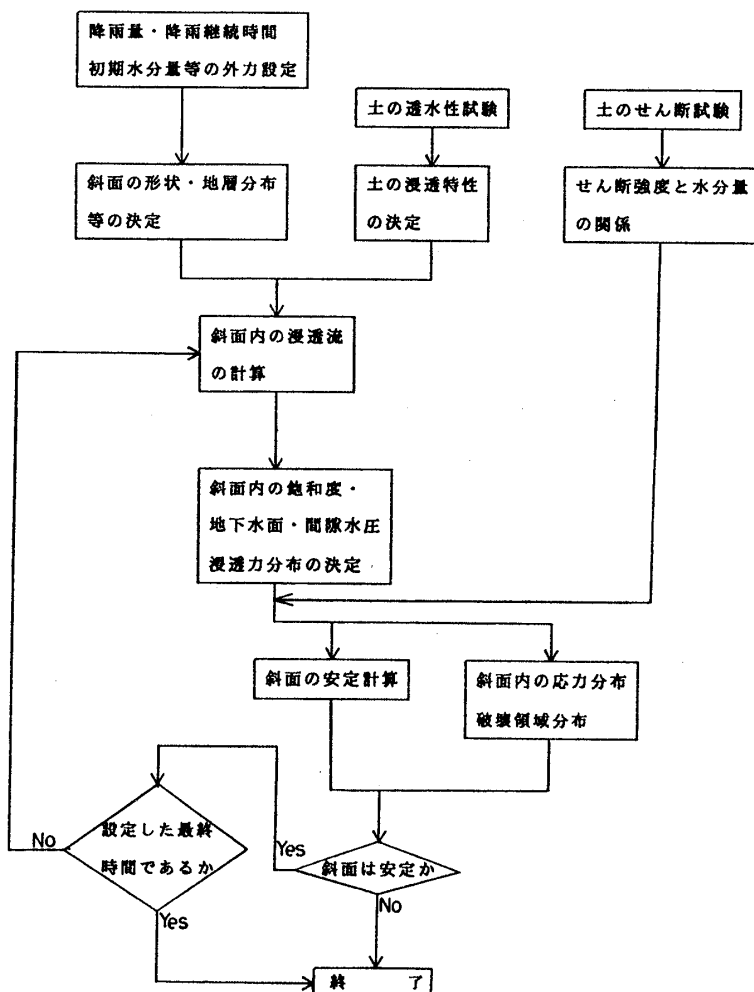 降雨量・降雨継続時間
初期水分量等の外力設定
土の透水性試験
土のせん断試験
斜面の形状・地層分布
等の決定
土の浸透特性
の決定
せん断強度と水分量
の関係
斜面内の浸透流
の計算
斜面内の飽和度・
地下水面・間隙水圧
浸透力分布の決定
斜面の安定計算
斜面内の応力分布
破壊領域分布
設定した最終
時間であるか
No
Yes
斜面は安定か
Yes
No
終 了